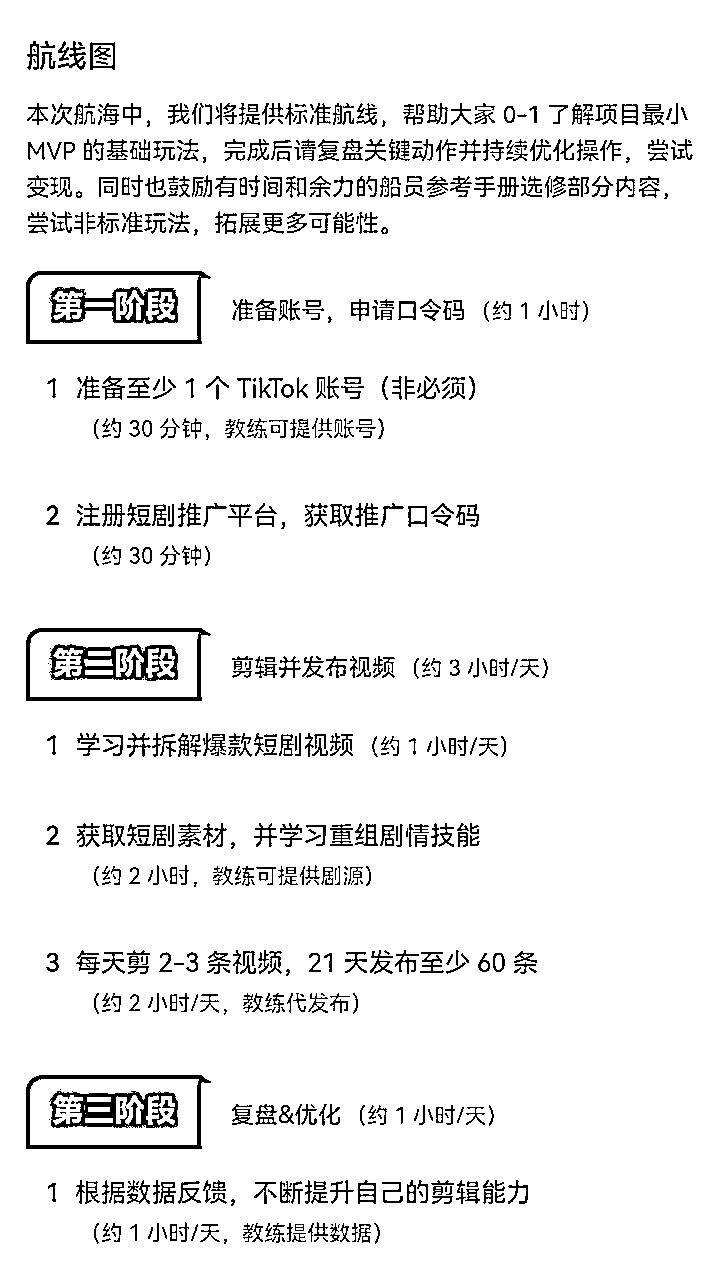 航线图
本次航海中，我们将提供标准航线，帮助大家 0-1 了解项目最小
MVP 的基础玩法，完成后请复盘关键动作并持续优化操作，尝试
变现。同时也鼓励有时间和余力的船员参考手册选修部分内容，
尝试非标准玩法，拓展更多可能性。
第一阶段 准备账号，申请口令码（约 1 小时）
1 准备至少 1 个 TikTok 账号（非必须）
（约 30 分钟，教练可提供账号）
2 注册短剧推广平台，获取推广口令码
（约 30 分钟）
第二阶段 剪辑并发布视频（约 3 小时/天）
1 学习并拆解爆款短剧视频（约 1 小时/天）
2 获取短剧素材，并学习重组剧情技能
（约 2 小时，教练可提供剧源）
3 每天剪 2-3 条视频，21 天发布至少 60 条
（约 2 小时/天，教练代发布）
第三阶段 复盘&优化（约 1 小时/天）
1 根据数据反馈，不断提升自己的剪辑能力
（约 1 小时/天，教练提供数据）